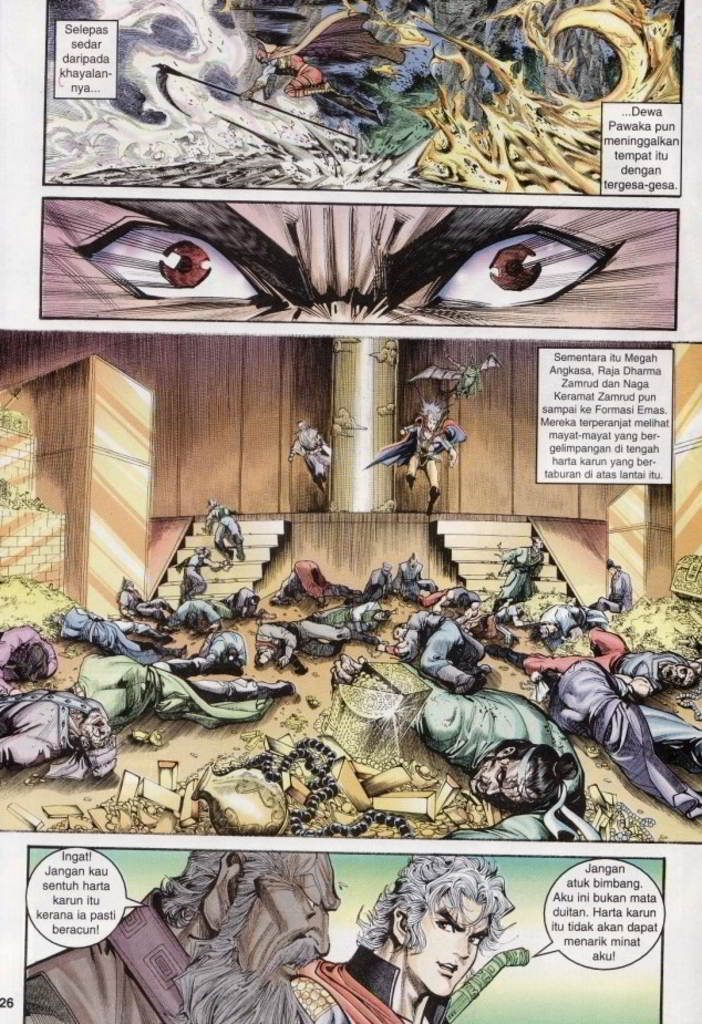 Selepas
sedar
daripada
khayalan-
nya...
...Dewa
Pawaka pun
meninggalkan
tempat itu
dengan
tergesa-gesa.
Sementara itu Megah
Angkasa, Raja Dharma
Zamrud dan Naga
Keramat Zamrud pun
sampai ke Formasi Emas.
Mereka terperanjat melihat
mayat-mayat yang ber-
gelimpangan di tengah
harta karun yang ber-
taburan di atas lantai itu.
Ingat!
Jangan kau
sentuh harta
karun itu
kerana ia pasti
beracun!
Jangan
atuk bimbang.
Aku bukan mata
duitan. Harta karun
itu tidak akan dapat
menarik minat
aku!
26